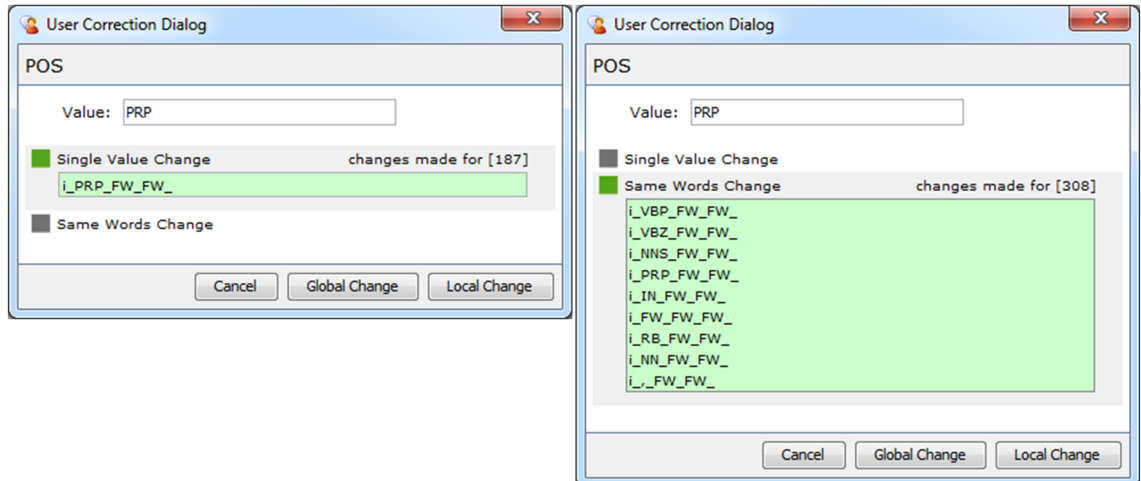 User Correction Dialog
POS
Value: PRP
Single Value Change changes made for [187]
i_PRP_FW_FW_
Same Words Change
Cancel Global Change Local Change
User Correction Dialog
POS
Value: PRP
Single Value Change
Same Words Change changes made for [308]
i_VBP_FW_FW_
i_VBZ_FW_FW_
i_NNS_FW_FW_
i_PRP_FW_FW_
i_IN_FW_FW_
i_FW_FW_FW_
i_RB_FW_FW_
i_NN_FW_FW_
i_,_FW_FW_
Cancel Global Change Local Change